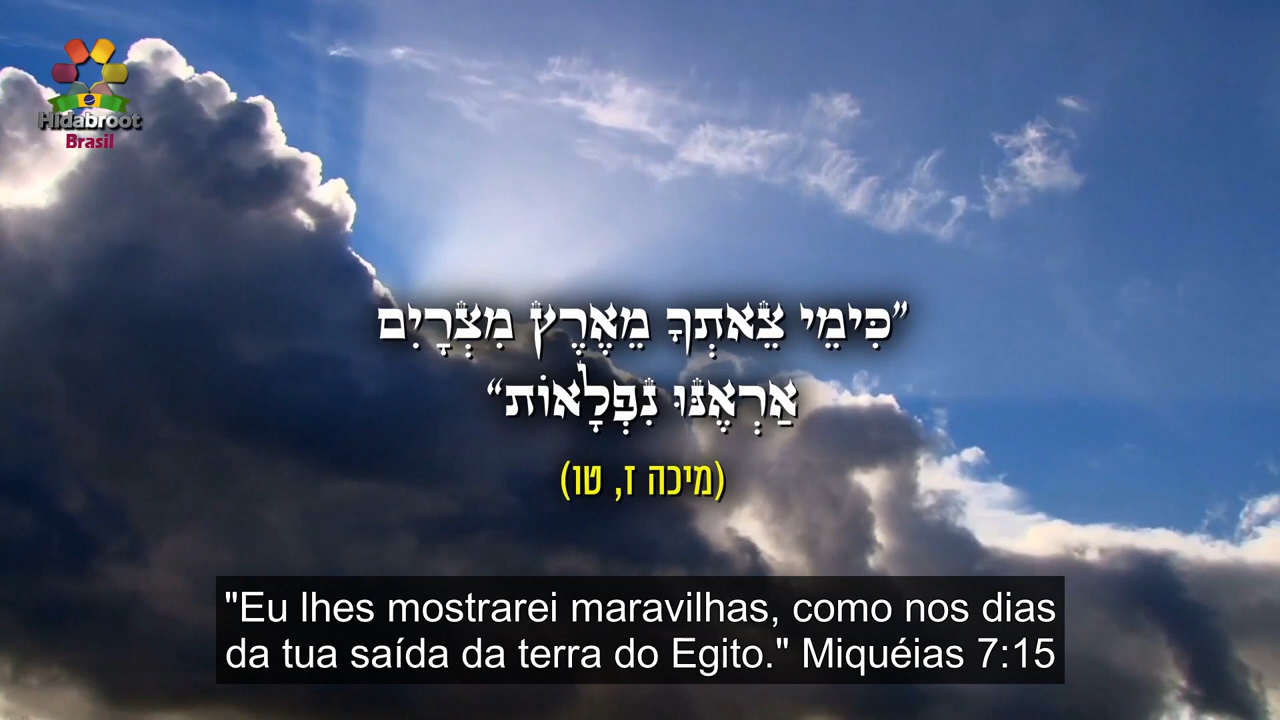 Hidabroot
Brasil
"כִּימֵי צֵאתְךָ מֵאֶרֶץ מִצְרָיִם
אַרְאֶנּוּ נִפְלָאוֹת"
(מיכה ז, טו)
"Eu lhes mostrarei maravilhas, como nos dias
da tua saída da terra do Egito." Miquéias 7:15